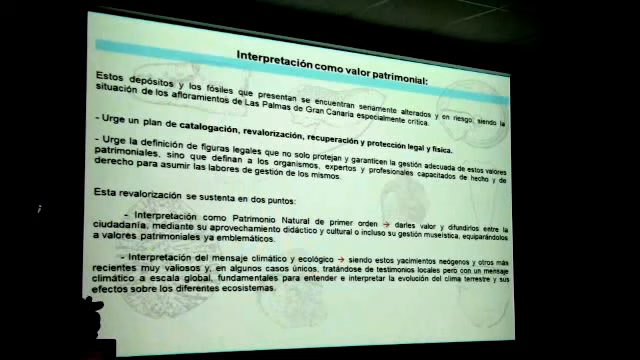 Interpretación como valor patrimonial:
Estos depósitos y los fósiles que presentan se encuentran seriamente alterados y en riesgo, siendo la
situación de los afloramientos de Las Palmas de Gran Canaria especialmente crítica.
- Urge un plan de catalogación, revalorización, recuperación y protección legal y física.
- Urge la definición de figuras legales que no solo protejan y garanticen la gestión adecuada de estos valores
patrimoniales, sino que definan a los organismos, expertos y profesionales capacitados de hecho y de
derecho para asumir las labores de gestión de los mismos.
Esta revalorización se sustenta en dos puntos:
- Interpretación como Patrimonio Natural de primer orden → darles valor y difundirlos entre la
ciudadanía, mediante su aprovechamiento didáctico y cultural o incluso su gestión museística, equiparándolos
a valores patrimoniales ya emblemáticos.
- Interpretación del mensaje climático y ecológico → siendo estos yacimientos neógenos y otros más
recientes muy valiosos y, en algunos casos únicos, tratándose de testimonios locales pero con un mensaje
climático a escala global, fundamentales para entender e interpretar la evolución del clima terrestre y sus
efectos sobre los diferentes ecosistemas.